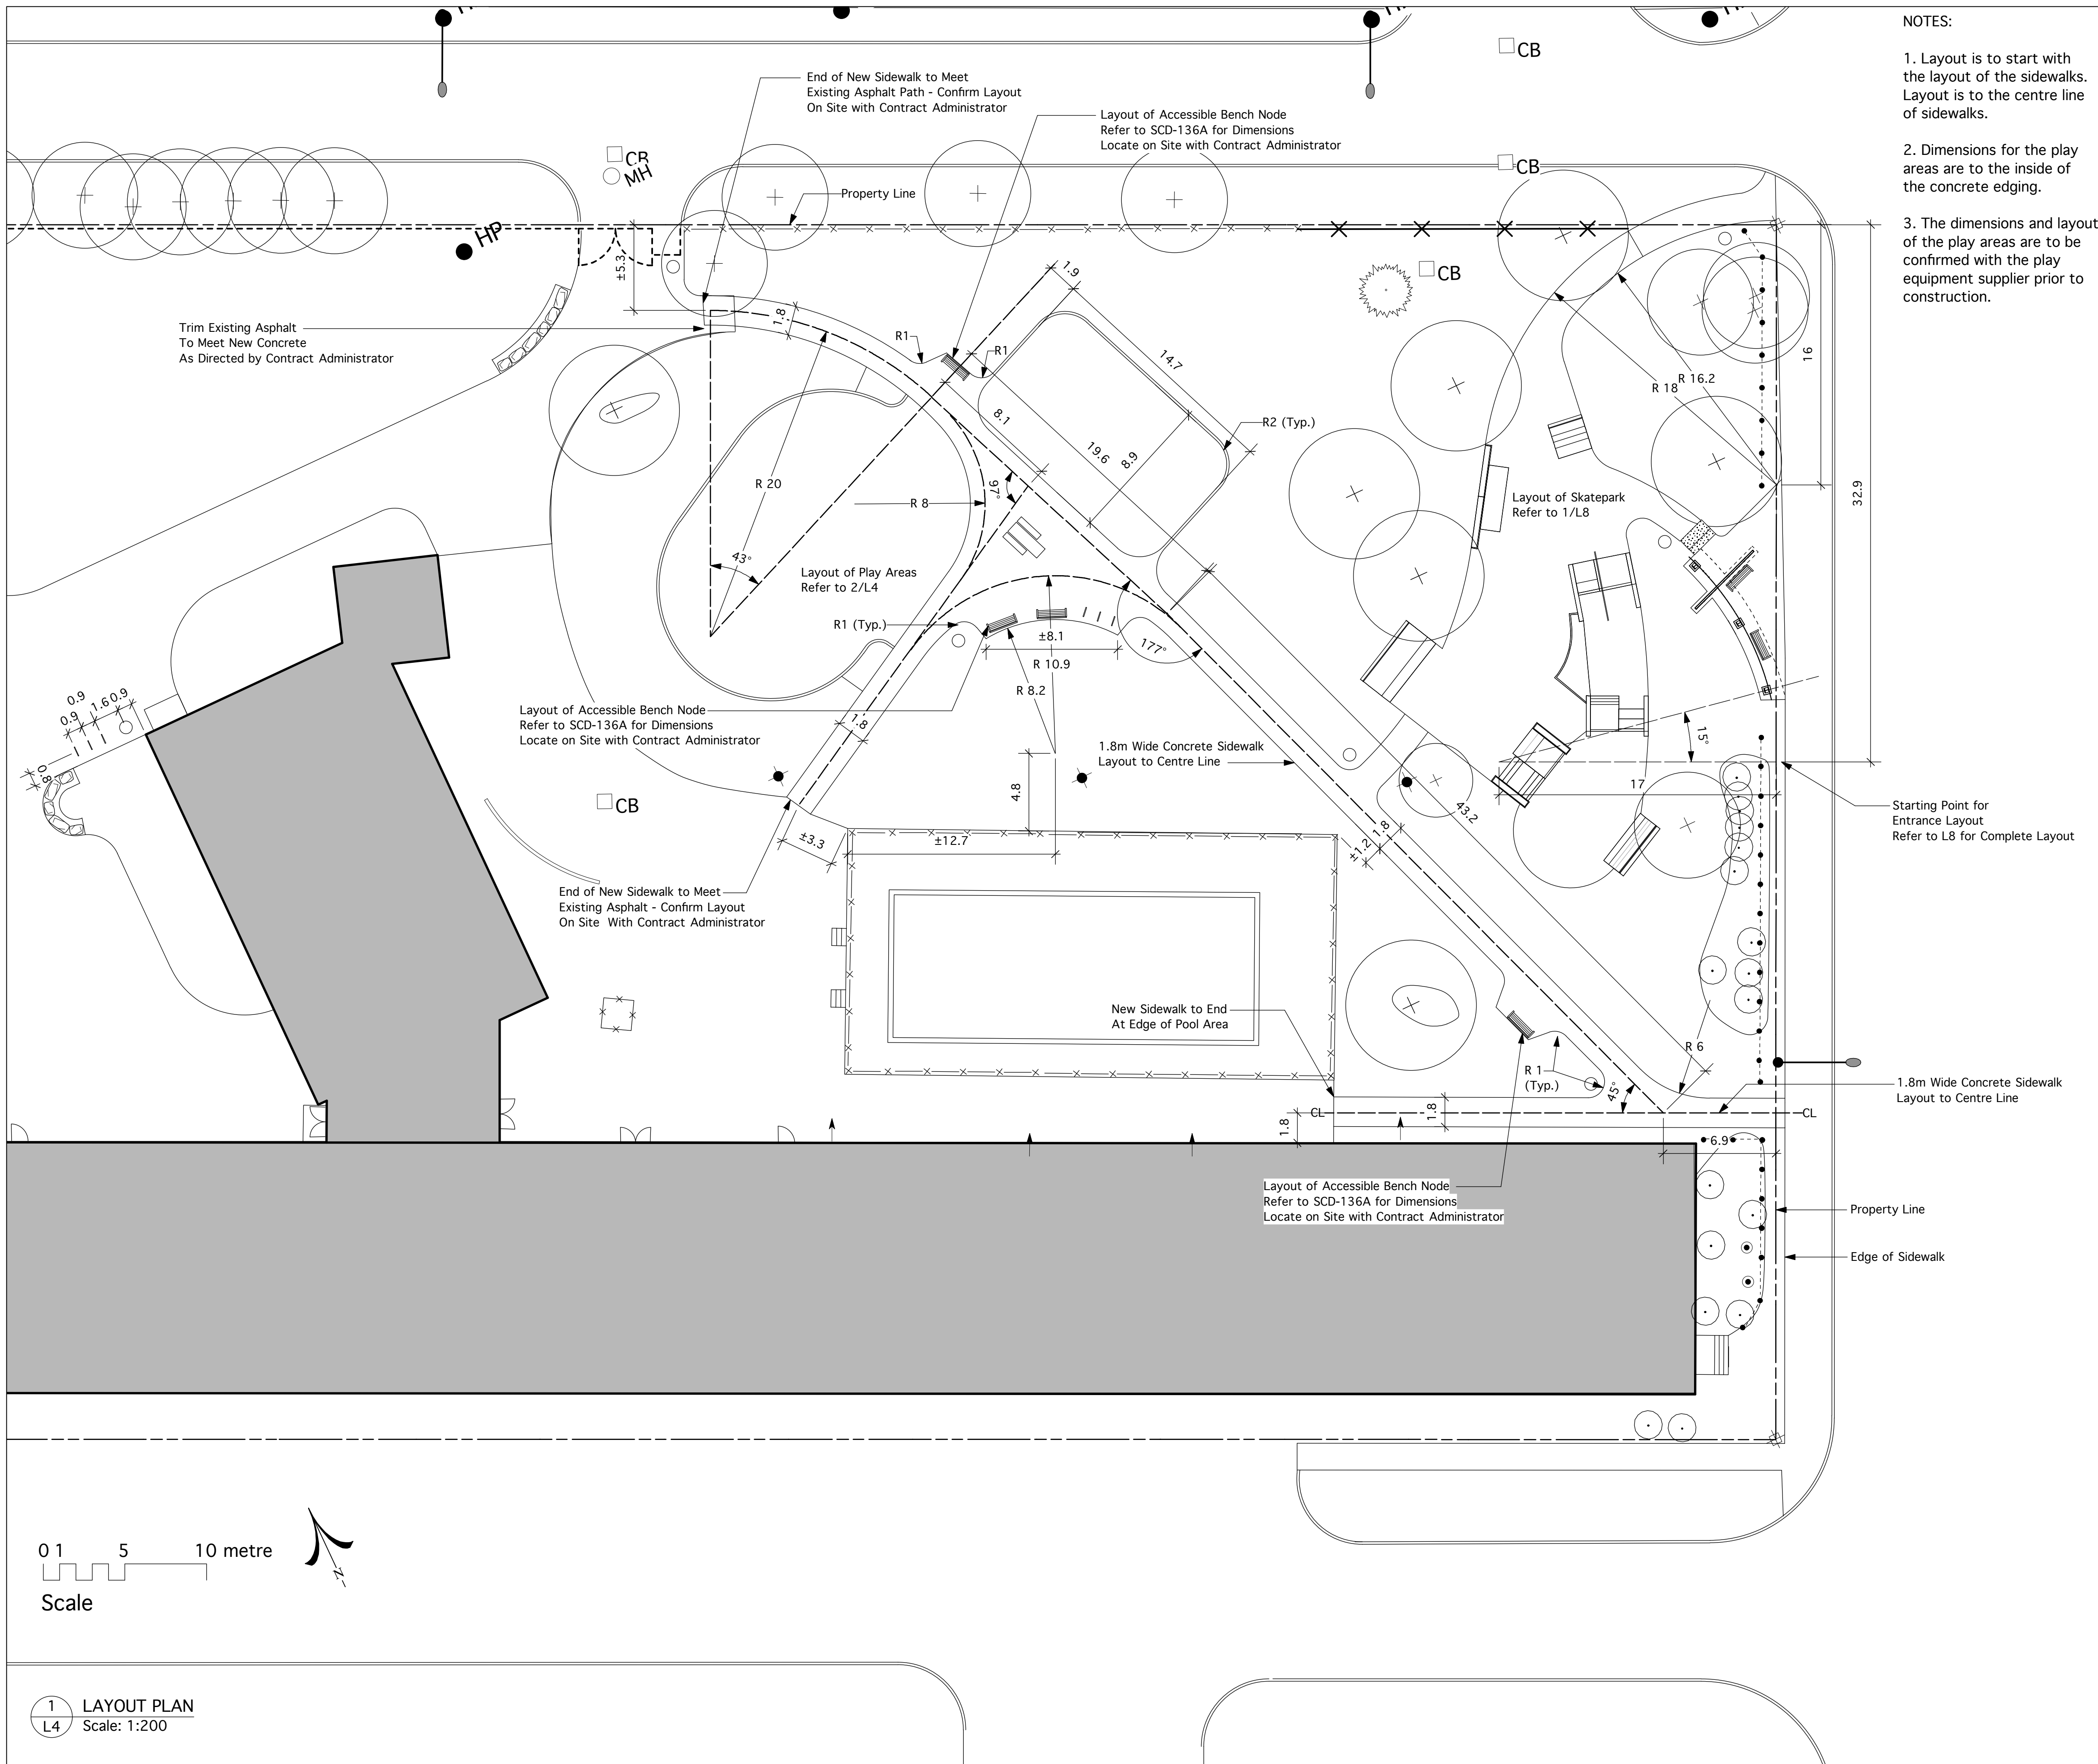 End of New Sidewalk to Meet
Existing Asphalt Path - Confirm Layout
On Site with Contract Administrator
Layout of Accessible Bench Node
Refer to SCD-136A for Dimensions
Locate on Site with Contract Administrator
CB
CB
MH
CB
Property Line
HP
CB
NOTES:
1. Layout is to start with
the layout of the sidewalks.
Layout is to the centre line
of sidewalks.
2. Dimensions for the play
areas are to the inside of
the concrete edging.
3. The dimensions and layout
of the play areas are to be
confirmed with the play
equipment supplier prior to
construction.
±5.3
1.9
1.8
Trim Existing Asphalt
To Meet New Concrete
As Directed by Contract Administrator
R1
R1
14.7
16
R 18
R 16.2
8.1
R2 (Typ.)
19.6
8.9
R 20
97°
32.9
R 8
Layout of Skatepark
Refer to 1/L8
43°
Layout of Play Areas
Refer to 2/L4
R1 (Typ.)
±8.1
177°
R 10.9
R 8.2
0.9
0.9
1.6
0.9
0.8
Layout of Accessible Bench Node
Refer to SCD-136A for Dimensions
Locate on Site with Contract Administrator
1.8
15°
1.8m Wide Concrete Sidewalk
Layout to Centre Line
4.8
17
CB
43.2
Starting Point for
Entrance Layout
Refer to L8 for Complete Layout
±3.3
±12.7
1.8
±1.2
End of New Sidewalk to Meet
Existing Asphalt - Confirm Layout
On Site With Contract Administrator
New Sidewalk to End
At Edge of Pool Area
R 6
R 1
(Typ.)
45°
1.8m Wide Concrete Sidewalk
Layout to Centre Line
CL
1.8
CL
1.8
6.9
Layout of Accessible Bench Node
Refer to SCD-136A for Dimensions
Locate on Site with Contract Administrator
Property Line
Edge of Sidewalk
0 1 5 10 metre
Scale
N
1
L4
LAYOUT PLAN
Scale: 1:200